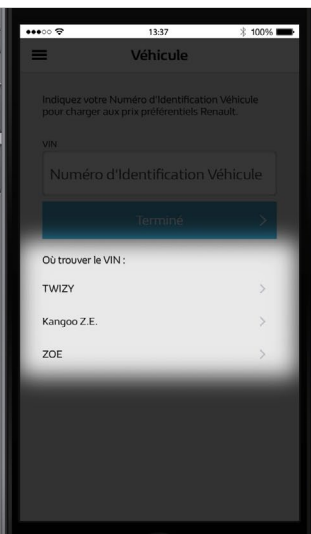 13:37
100%
Véhicule
Indiquez votre Numéro d'Identification Véhicule
pour charger aux prix préférentiels Renault.
VIN
Numéro d'Identification Véhicule
Terminé
Où trouver le VIN :
TWIZY
Kangoo Z.E.
ZOE